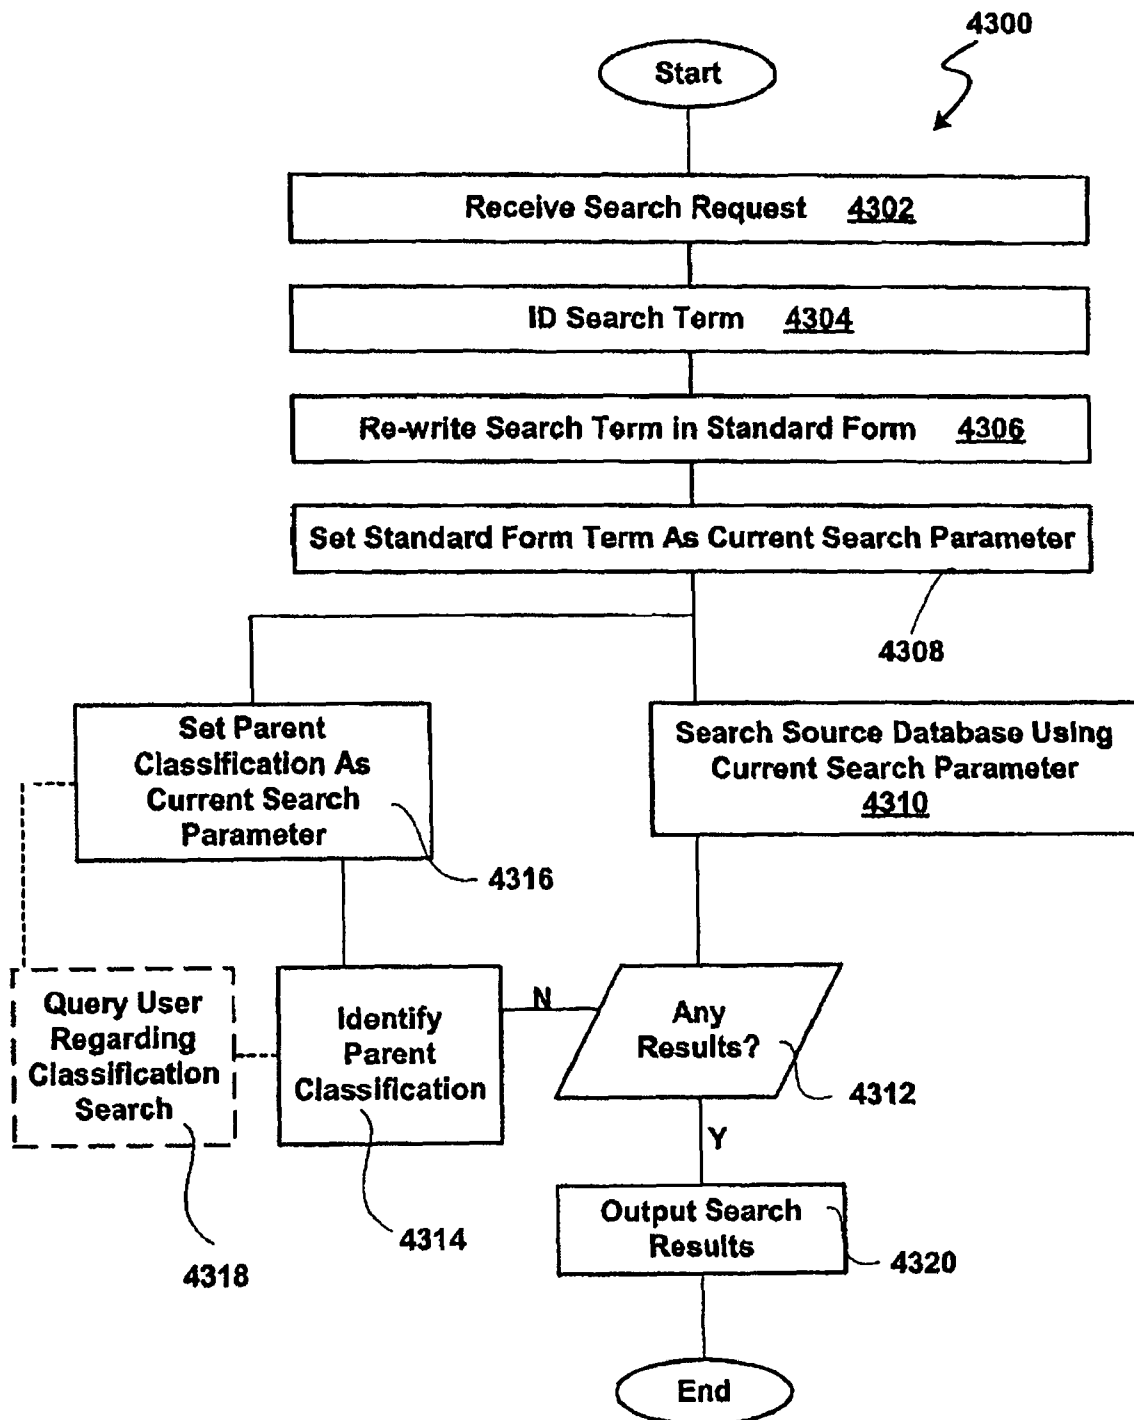 4300
Start
Receive Search Request 4302
ID Search Term 4304
Re-write Search Term in Standard Form 4306
Set Standard Form Term As Current Search Parameter
4308
Set Parent
Classification As
Current Search
Parameter
4316
Search Source Database Using
Current Search Parameter
4310
Query User
Regarding
Classification
Search
4318
Identify
Parent
Classification
4314
N
Any
Results?
4312
Y
Output Search
Results
4320
End